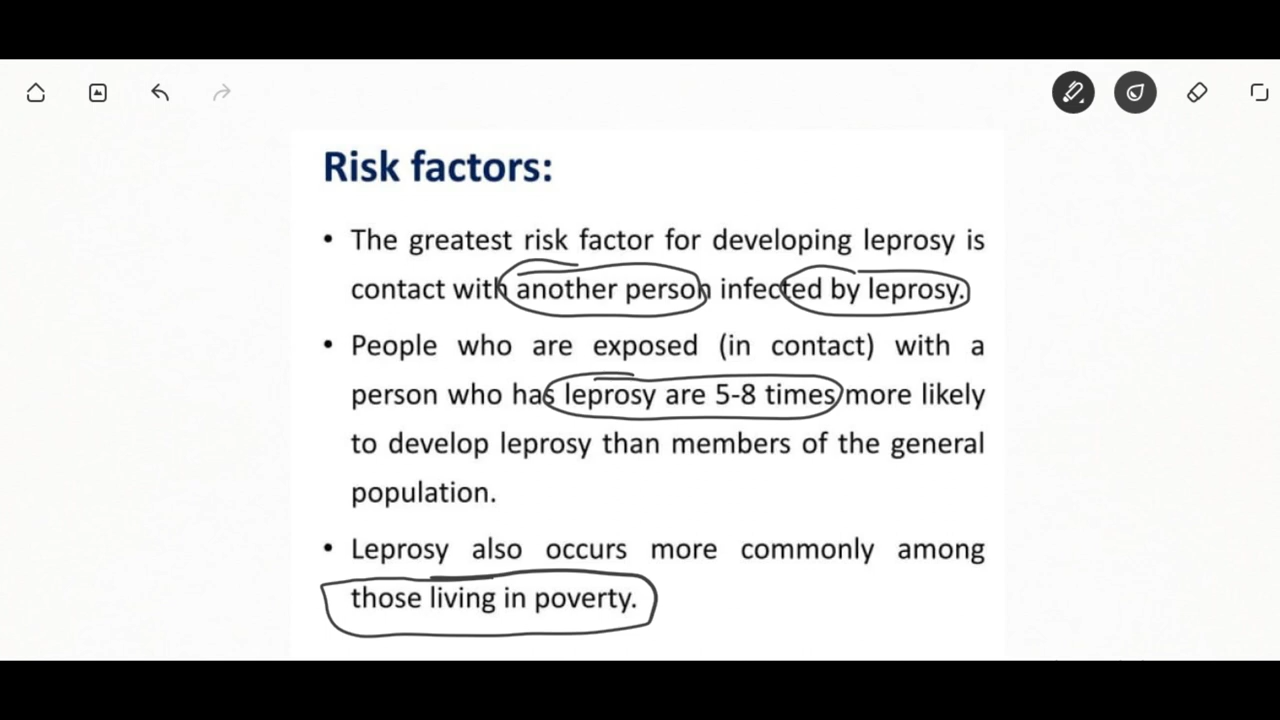 Risk factors:
• The greatest risk factor for developing leprosy is
contact with another person infected by leprosy.
• People who are exposed (in contact) with a
person who has leprosy are 5-8 times more likely
to develop leprosy than members of the general
population.
• Leprosy also occurs more commonly among
those living in poverty.